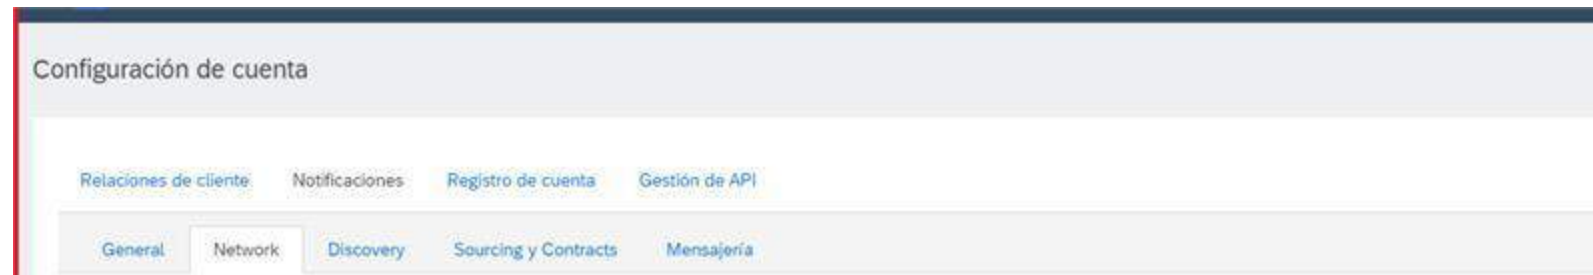 Configuración de cuenta
Relaciones de cliente Notificaciones Registro de cuenta Gestión de API
General Network Discovery Sourcing y Contracts Mensajería